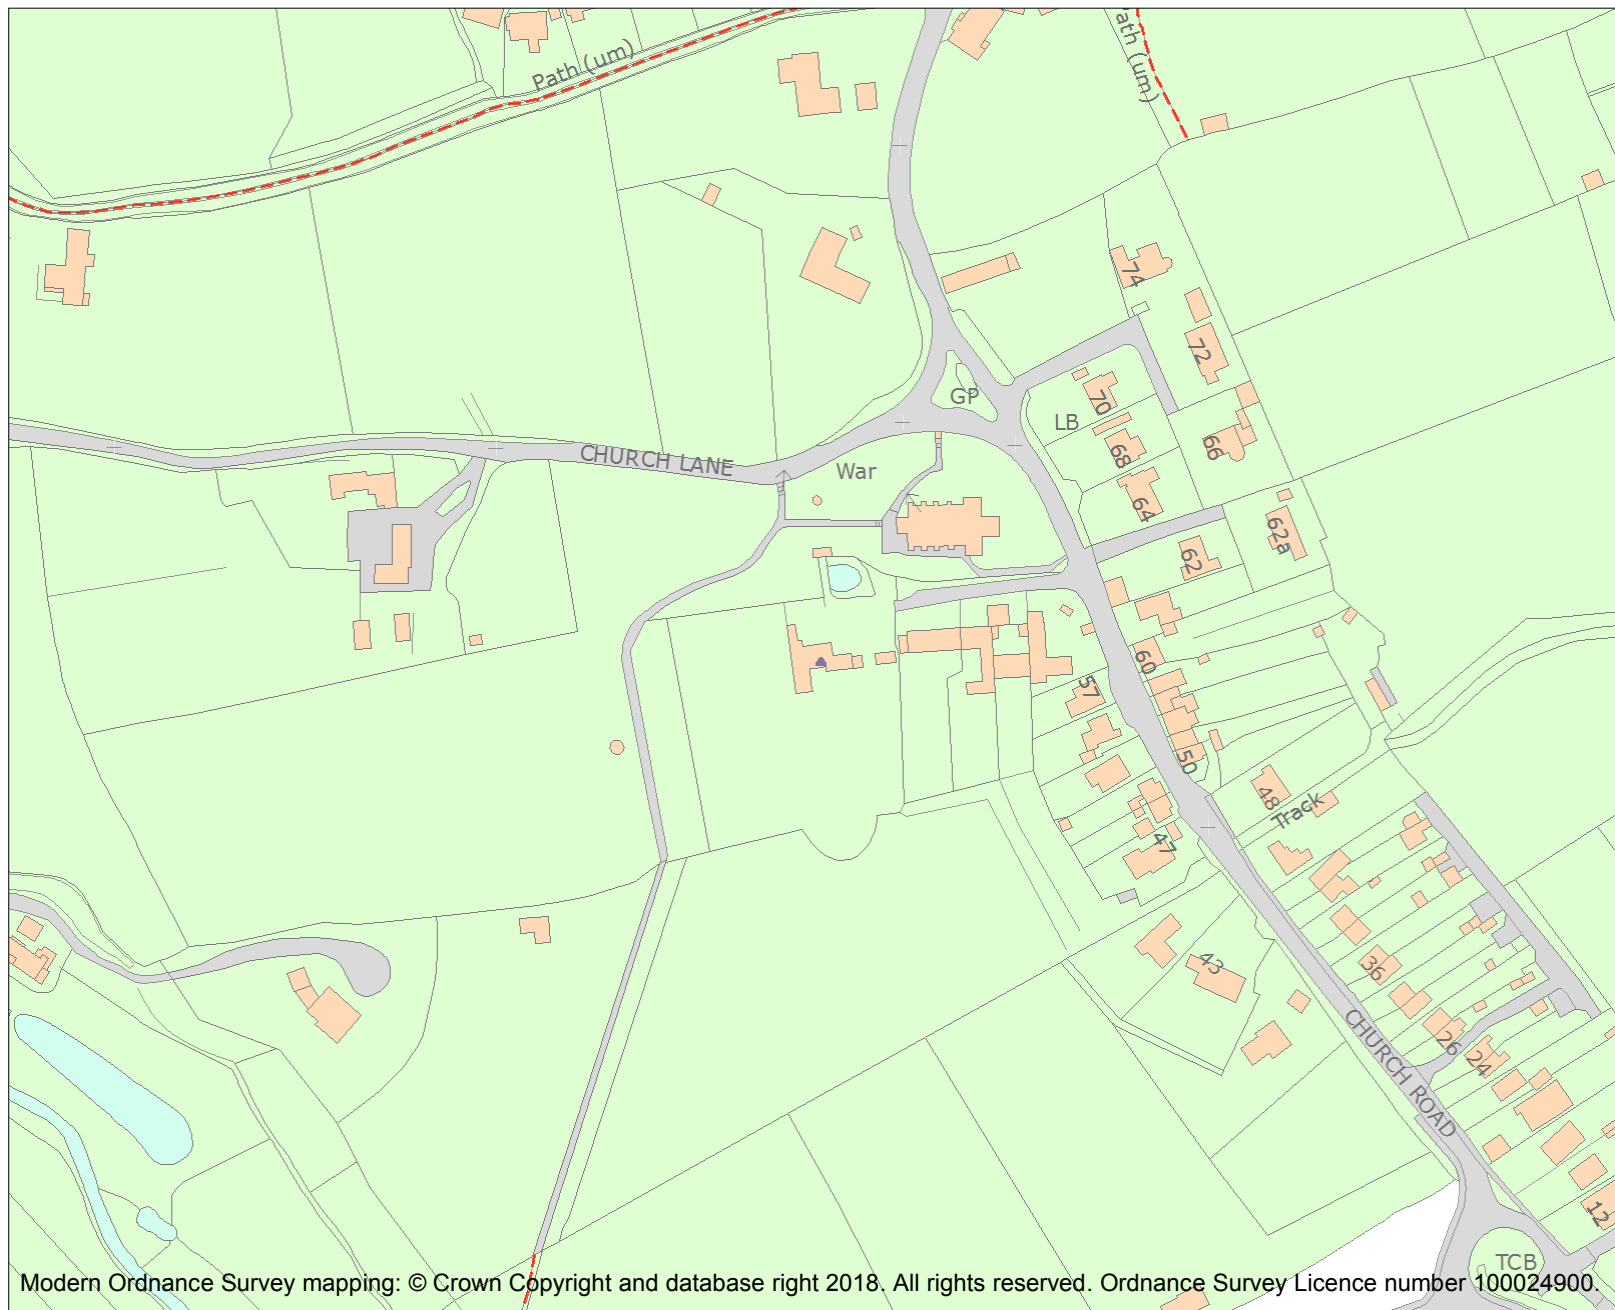 Path (um)
Path (um)
74
72
GP
70
LB
68
66
CHURCH LANE
War
64
62a
62
60
57
50
48
Track
47
43
36
26
24
CHURCH ROAD
12
TCB
Modern Ordnance Survey mapping: © Crown Copyright and database right 2018. All rights reserved. Ordnance Survey Licence number 100024900.